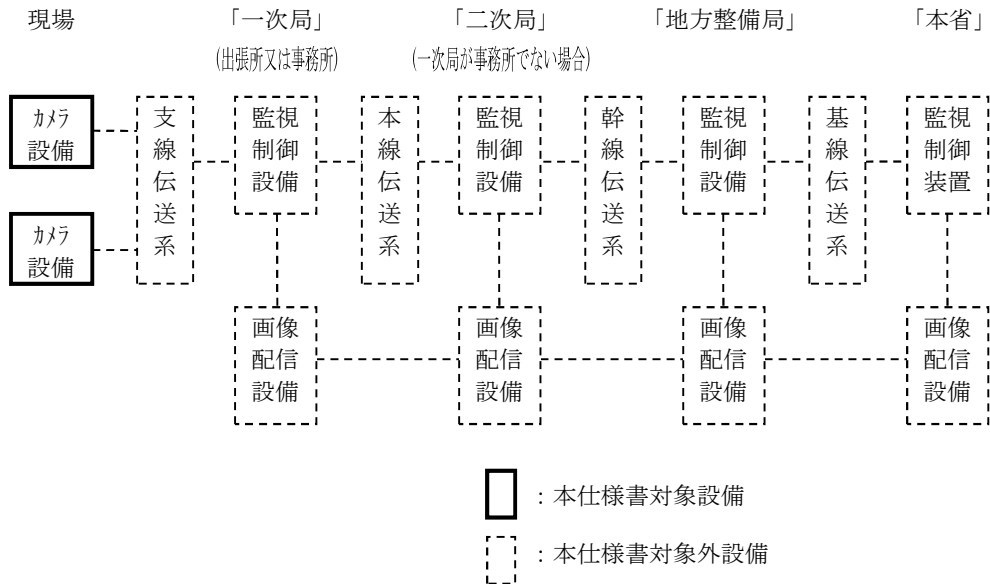 現場 「一次局」 「二次局」 「地方整備局」 「本省」
(出張所又は事務所) (一次局が事務所でない場合)
カメラ
設備
カメラ
設備
支線伝送系
監視
制御
設備
本線伝送系
監視
制御
設備
幹線伝送系
監視
制御
設備
基線伝送系
監視
制御
装置
画像
配信
設備
画像
配信
設備
画像
配信
設備
画像
配信
設備
：本仕様書対象設備
：本仕様書対象外設備